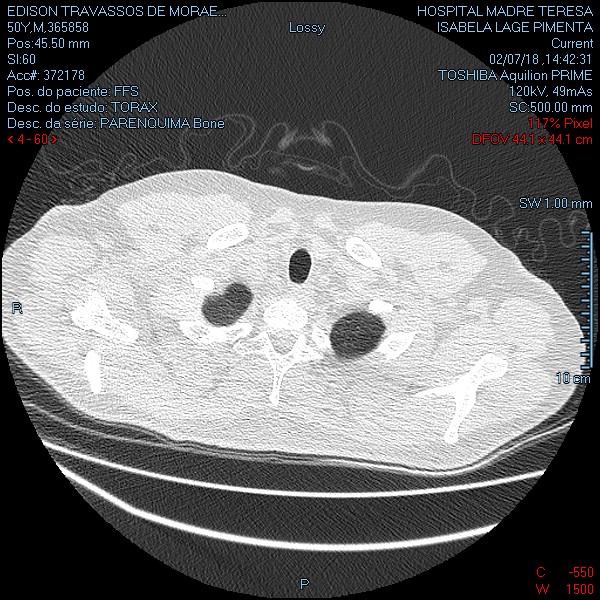 EDISON TRAVASSOS DE MORAE...
50Y,M,365858
Pos:45.50 mm
SI:60
Acc#: 372178
Pos. do paciente: FFS
Desc. do estudo: TORAX
Desc. da série: PARENQUIMA Bone
< 4 - 60 >
Lossy
HOSPITAL MADRE TERESA
ISABELA LAGE PIMENTA
Current
02/07/18 ,14:42:31
TOSHIBA Aquilion PRIME
120kV, 49mAs
SC:500.00 mm
117% Pixel
DFOV 44.1 x 44.1 cm
SW 1.00 mm
R
10 cm
P
C -550
W 1500